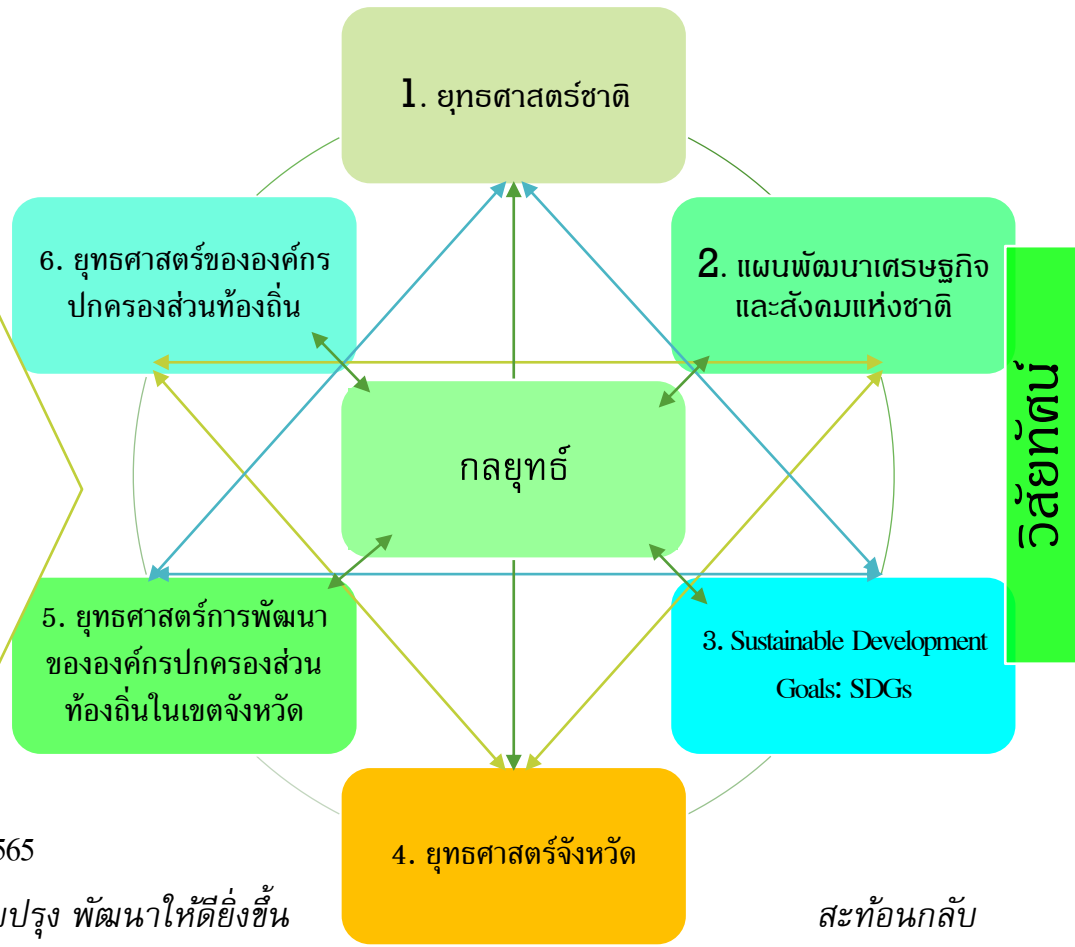 1. ยุทธศาสตร์ชาติ
6. ยุทธศาสตร์ขององค์กร
ปกครองส่วนท้องถิ่น
2. แผนพัฒนาเศรษฐกิจ
และสังคมแห่งชาติ
วิสัยทัศน์
กลยุทธ์
5. ยุทธศาสตร์การพัฒนา
ขององค์กรปกครองส่วน
ท้องถิ่นในเขตจังหวัด
3. Sustainable Development
Goals: SDGs
4. ยุทธศาสตร์จังหวัด
565
ปรุง พัฒนาให้ดียิ่งขึ้น
สะท้อนกลับ